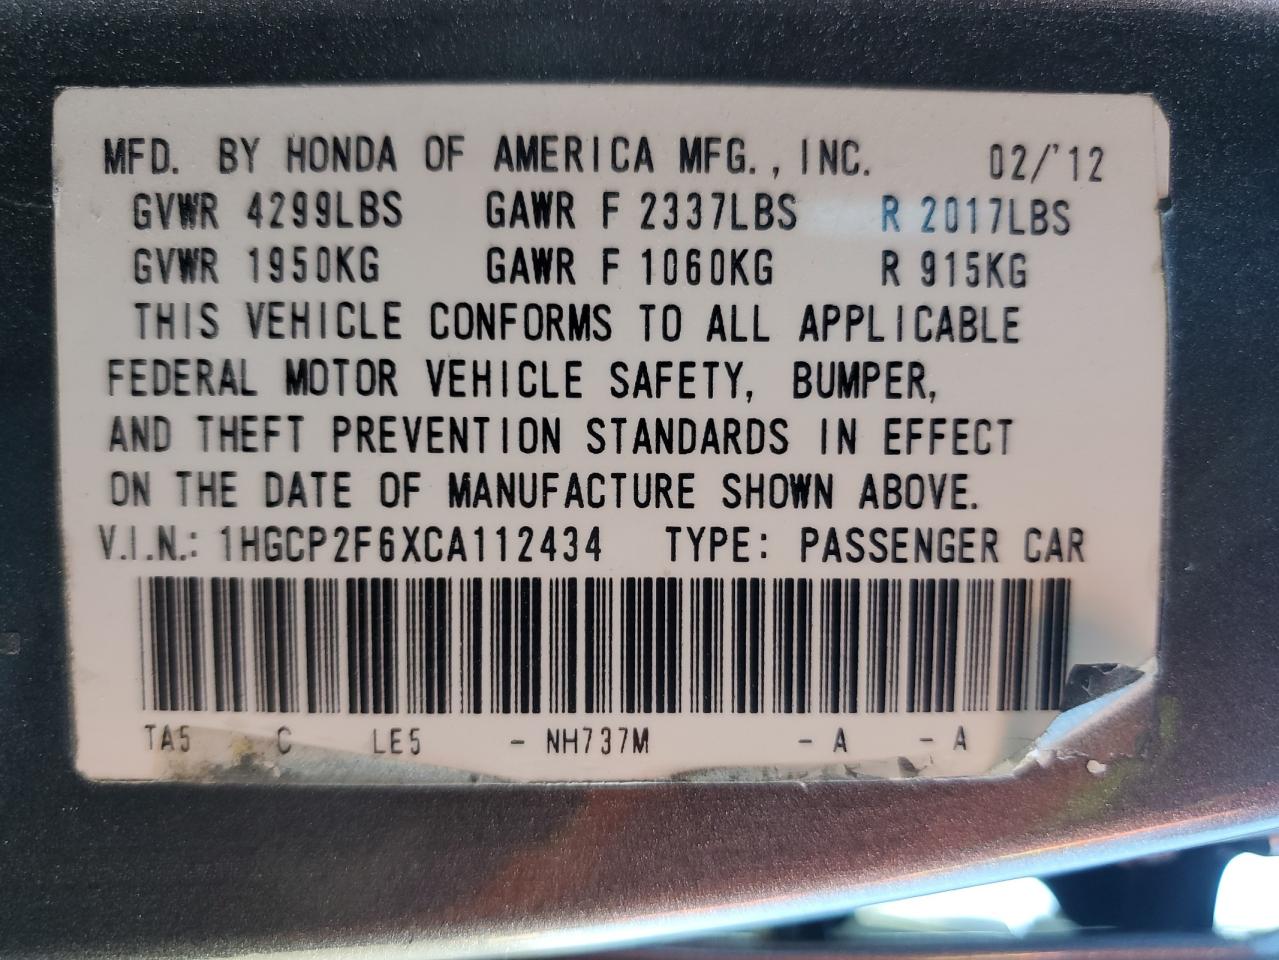 MFD. BY HONDA OF AMERICA MFG., INC. 02/'12
GVWR 4299LBS GAWR F 2337LBS R 2017LBS
GVWR 1950KG GAWR F 1060KG R 915KG
THIS VEHICLE CONFORMS TO ALL APPLICABLE
FEDERAL MOTOR VEHICLE SAFETY, BUMPER,
AND THEFT PREVENTION STANDARDS IN EFFECT
ON THE DATE OF MANUFACTURE SHOWN ABOVE.
V.I.N.: 1HGCP2F6XCA112434 TYPE: PASSENGER CAR
TA5 C LE5 - NH737M - A - A